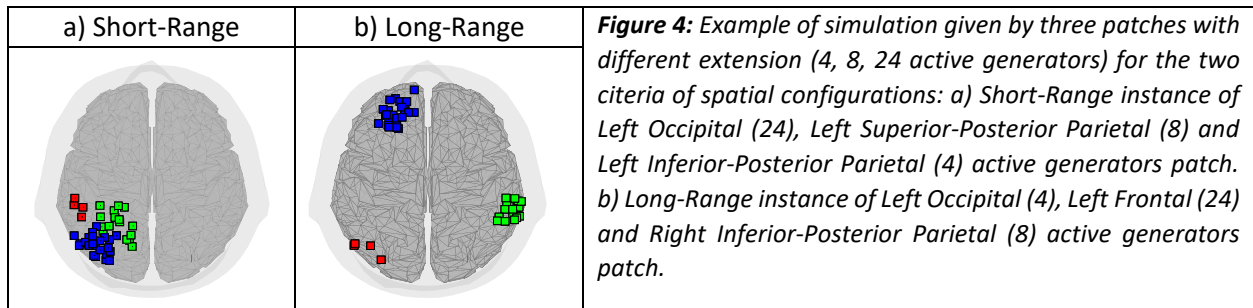 a) Short-Range
b) Long-Range
Figure 4: Example of simulation given by three patches with
different extension (4, 8, 24 active generators) for the two
citeria of spatial configurations: a) Short-Range instance of
Left Occipital (24), Left Superior-Posterior Parietal (8) and
Left Inferior-Posterior Parietal (4) active generators patch.
b) Long-Range instance of Left Occipital (4), Left Frontal (24)
and Right Inferior-Posterior Parietal (8) active generators
patch.